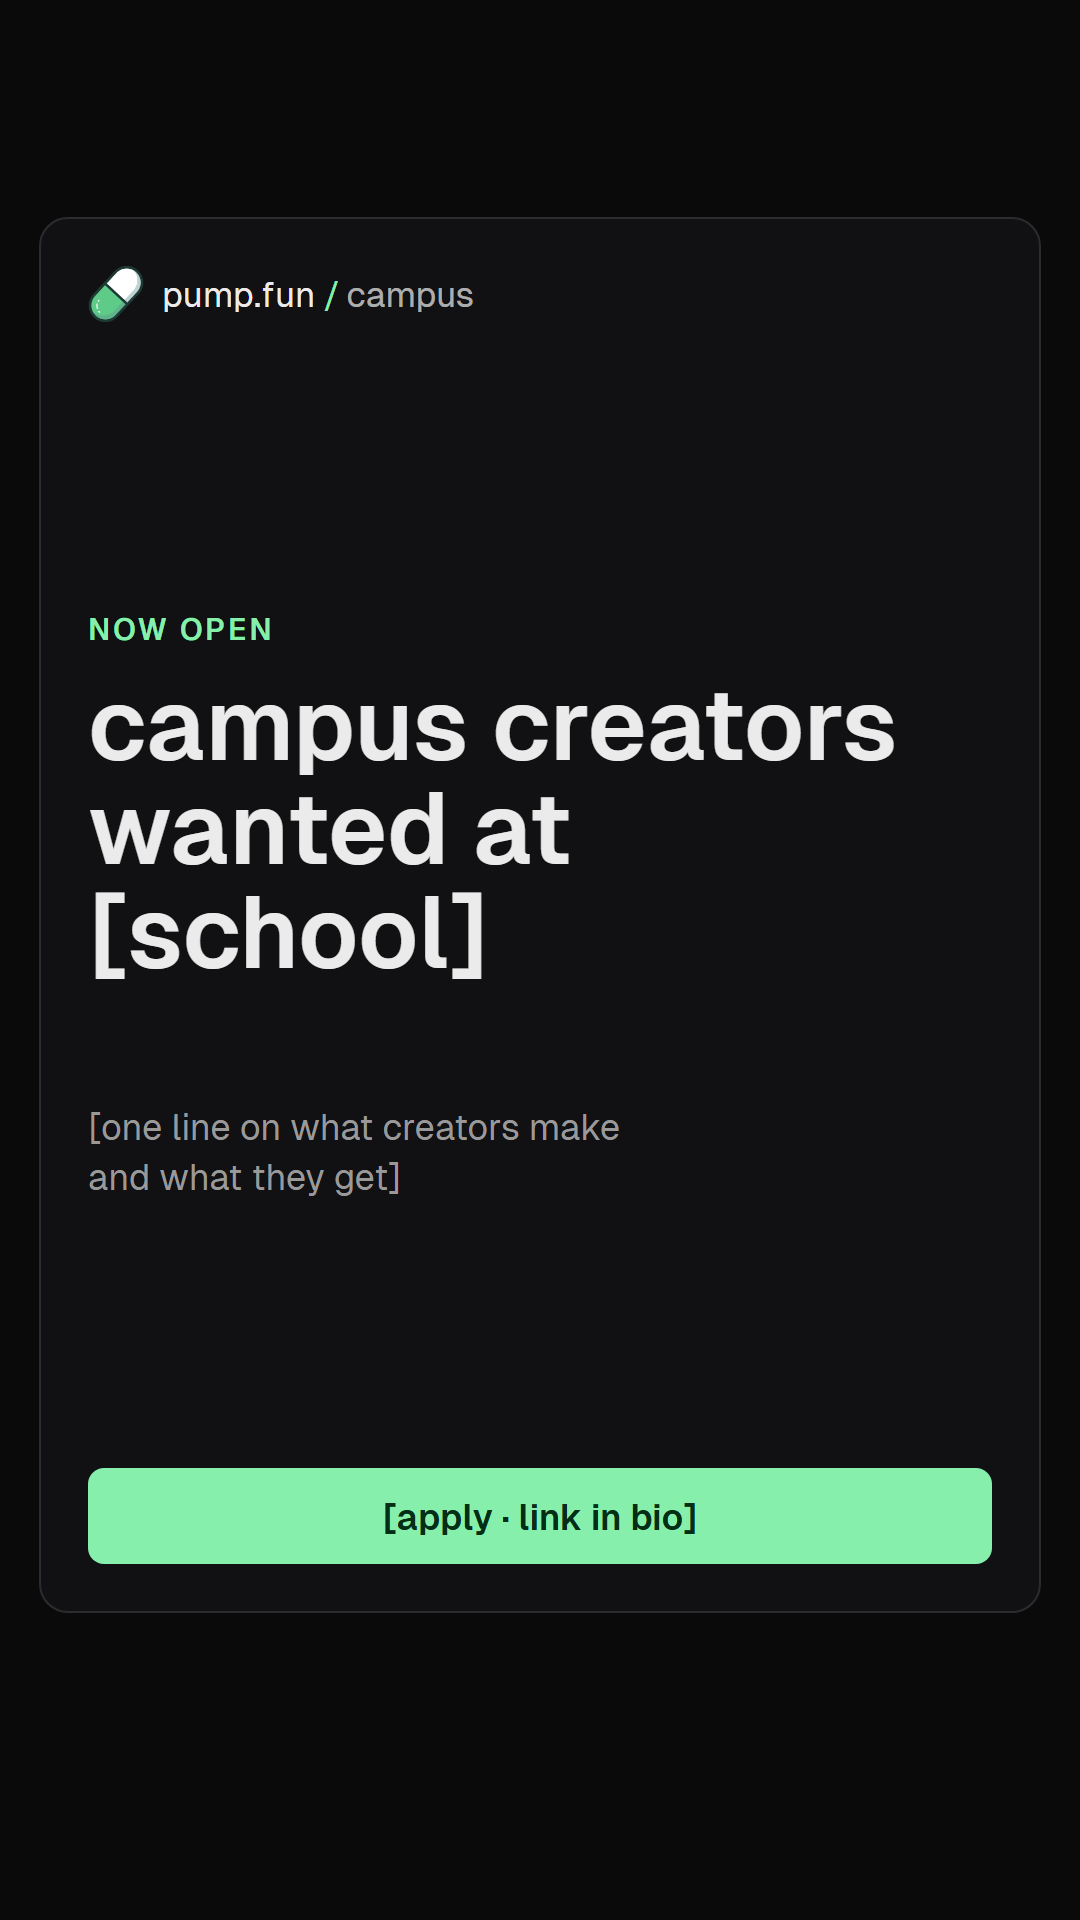 pump.fun / campus
NOW OPEN
campus creators
wanted at
[school]
[one line on what creators make
and what they get]
[apply · link in bio]